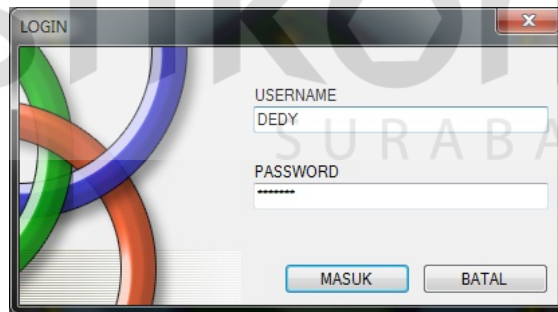 LOGIN
USERNAME
DEDY
SURABA
PASSWORD
*******
MASUK BATAL